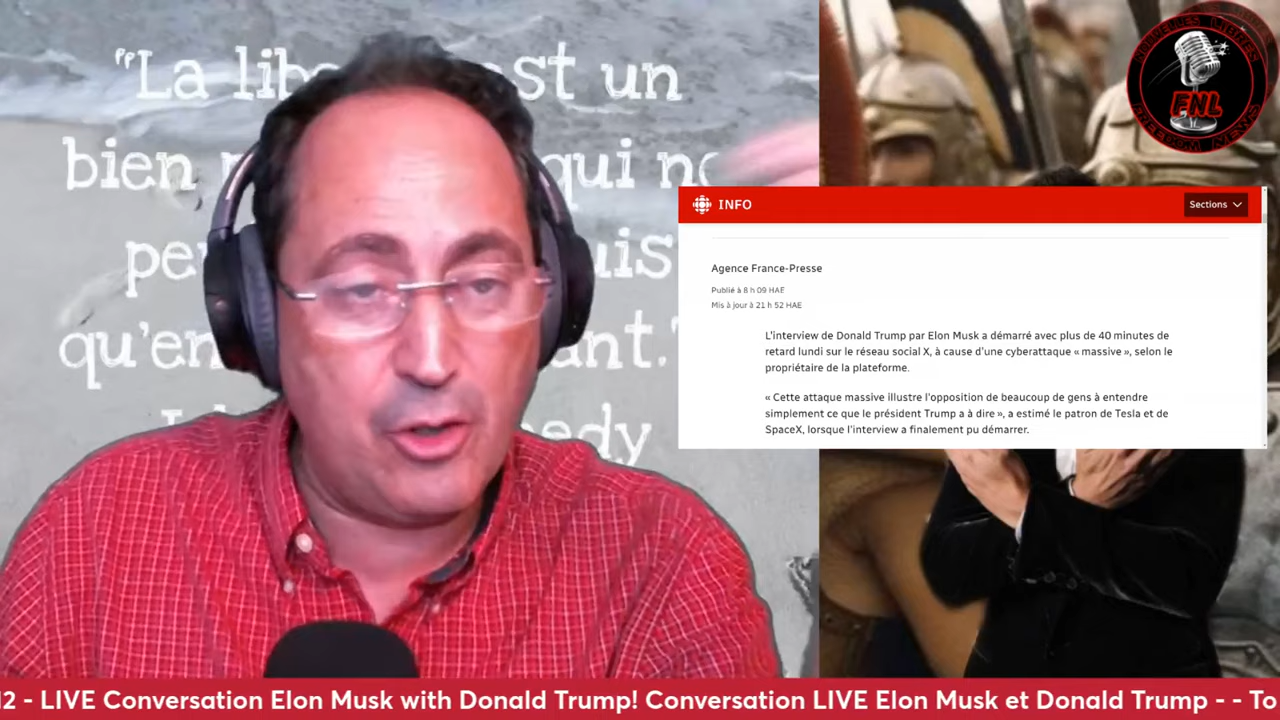 "La libe est un
bien qui
qu'en ant."
edy
FNL
INFO
Sections
Agence France-Presse
Publié à 8 h 09 HAE
Mis à jour à 21 h 52 HAE
L'interview de Donald Trump par Elon Musk a démarré avec plus de 40 minutes de
retard lundi sur le réseau social X, à cause d'une cyberattaque « massive », selon le
propriétaire de la plateforme.
« Cette attaque massive illustre l'opposition de beaucoup de gens à entendre
simplement ce que le président Trump a à dire », a estimé le patron de Tesla et de
SpaceX, lorsque l'interview a finalement pu démarrer.
- LIVE Conversation Elon Musk with Donald Trump! Conversation LIVE Elon Musk et Donald Trump - - To